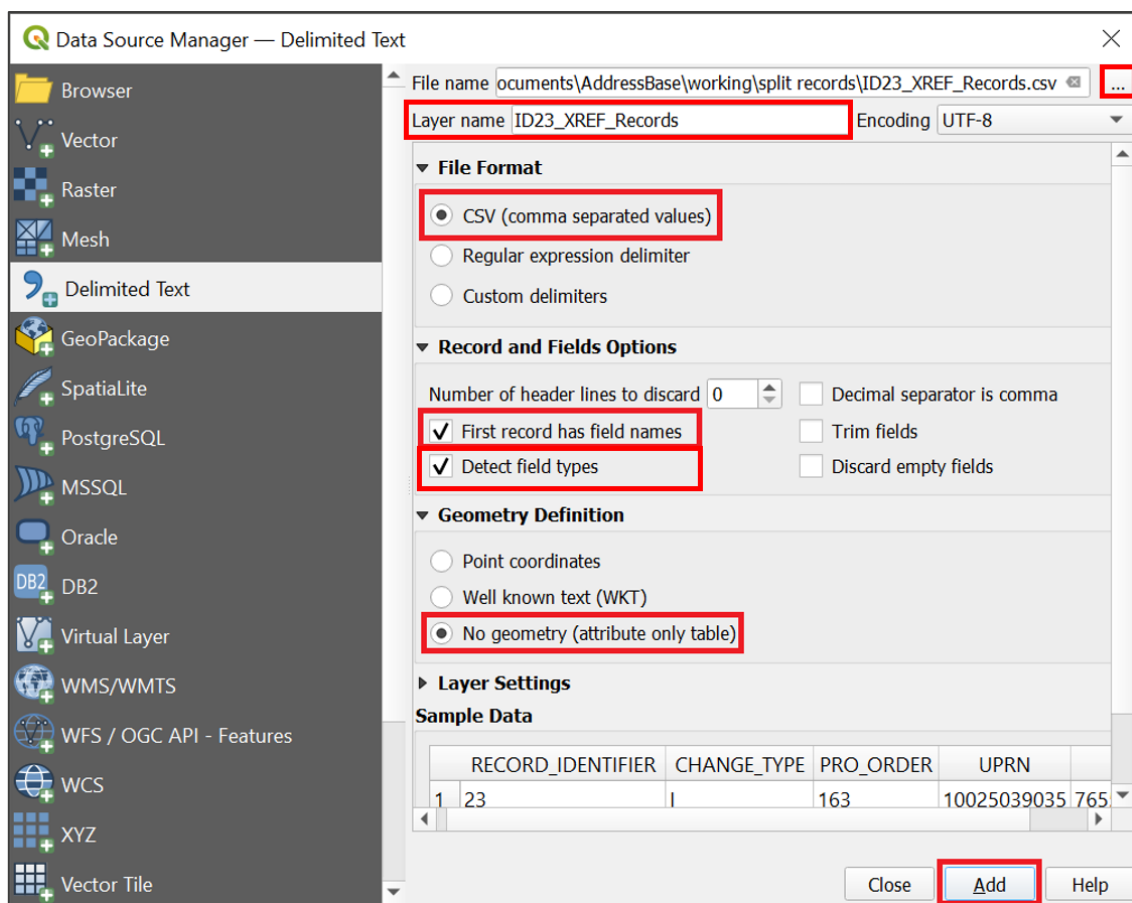 Data Source Manager — Delimited Text
Browser
Vector
Raster
Mesh
Delimited Text
GeoPackage
SpatiaLite
PostgreSQL
MSSQL
Oracle
DB2 DB2
Virtual Layer
WMS/WMTS
WFS / OGC API - Features
WCS
XYZ
Vector Tile
File name ocuments\AddressBase\working\split records\ID23_XREF_Records.csv ...
Layer name ID23_XREF_Records Encoding UTF-8
File Format
CSV (comma separated values)
Regular expression delimiter
Custom delimiters
Record and Fields Options
Number of header lines to discard 0 Decimal separator is comma
First record has field names Trim fields
Detect field types Discard empty fields
Geometry Definition
Point coordinates
Well known text (WKT)
No geometry (attribute only table)
Layer Settings
Sample Data
RECORD_IDENTIFIER CHANGE_TYPE PRO_ORDER UPRN
1 23 I 163 10025039035 765
Close Add Help